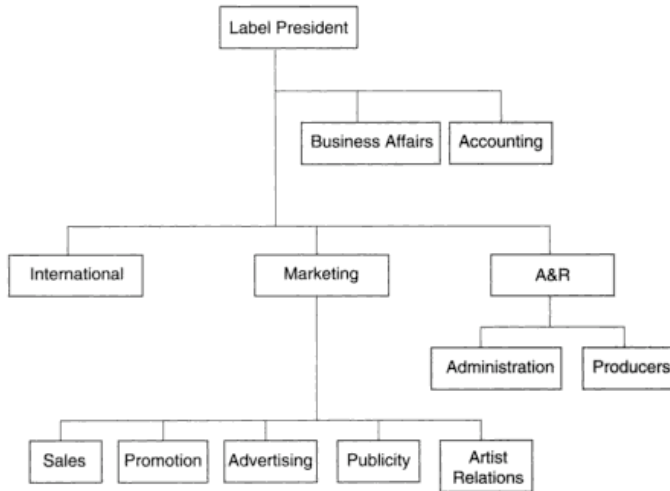 Label President
Business Affairs
Accounting
International
Marketing
A&R
Administration
Producers
Sales
Promotion
Advertising
Publicity
Artist
Relations